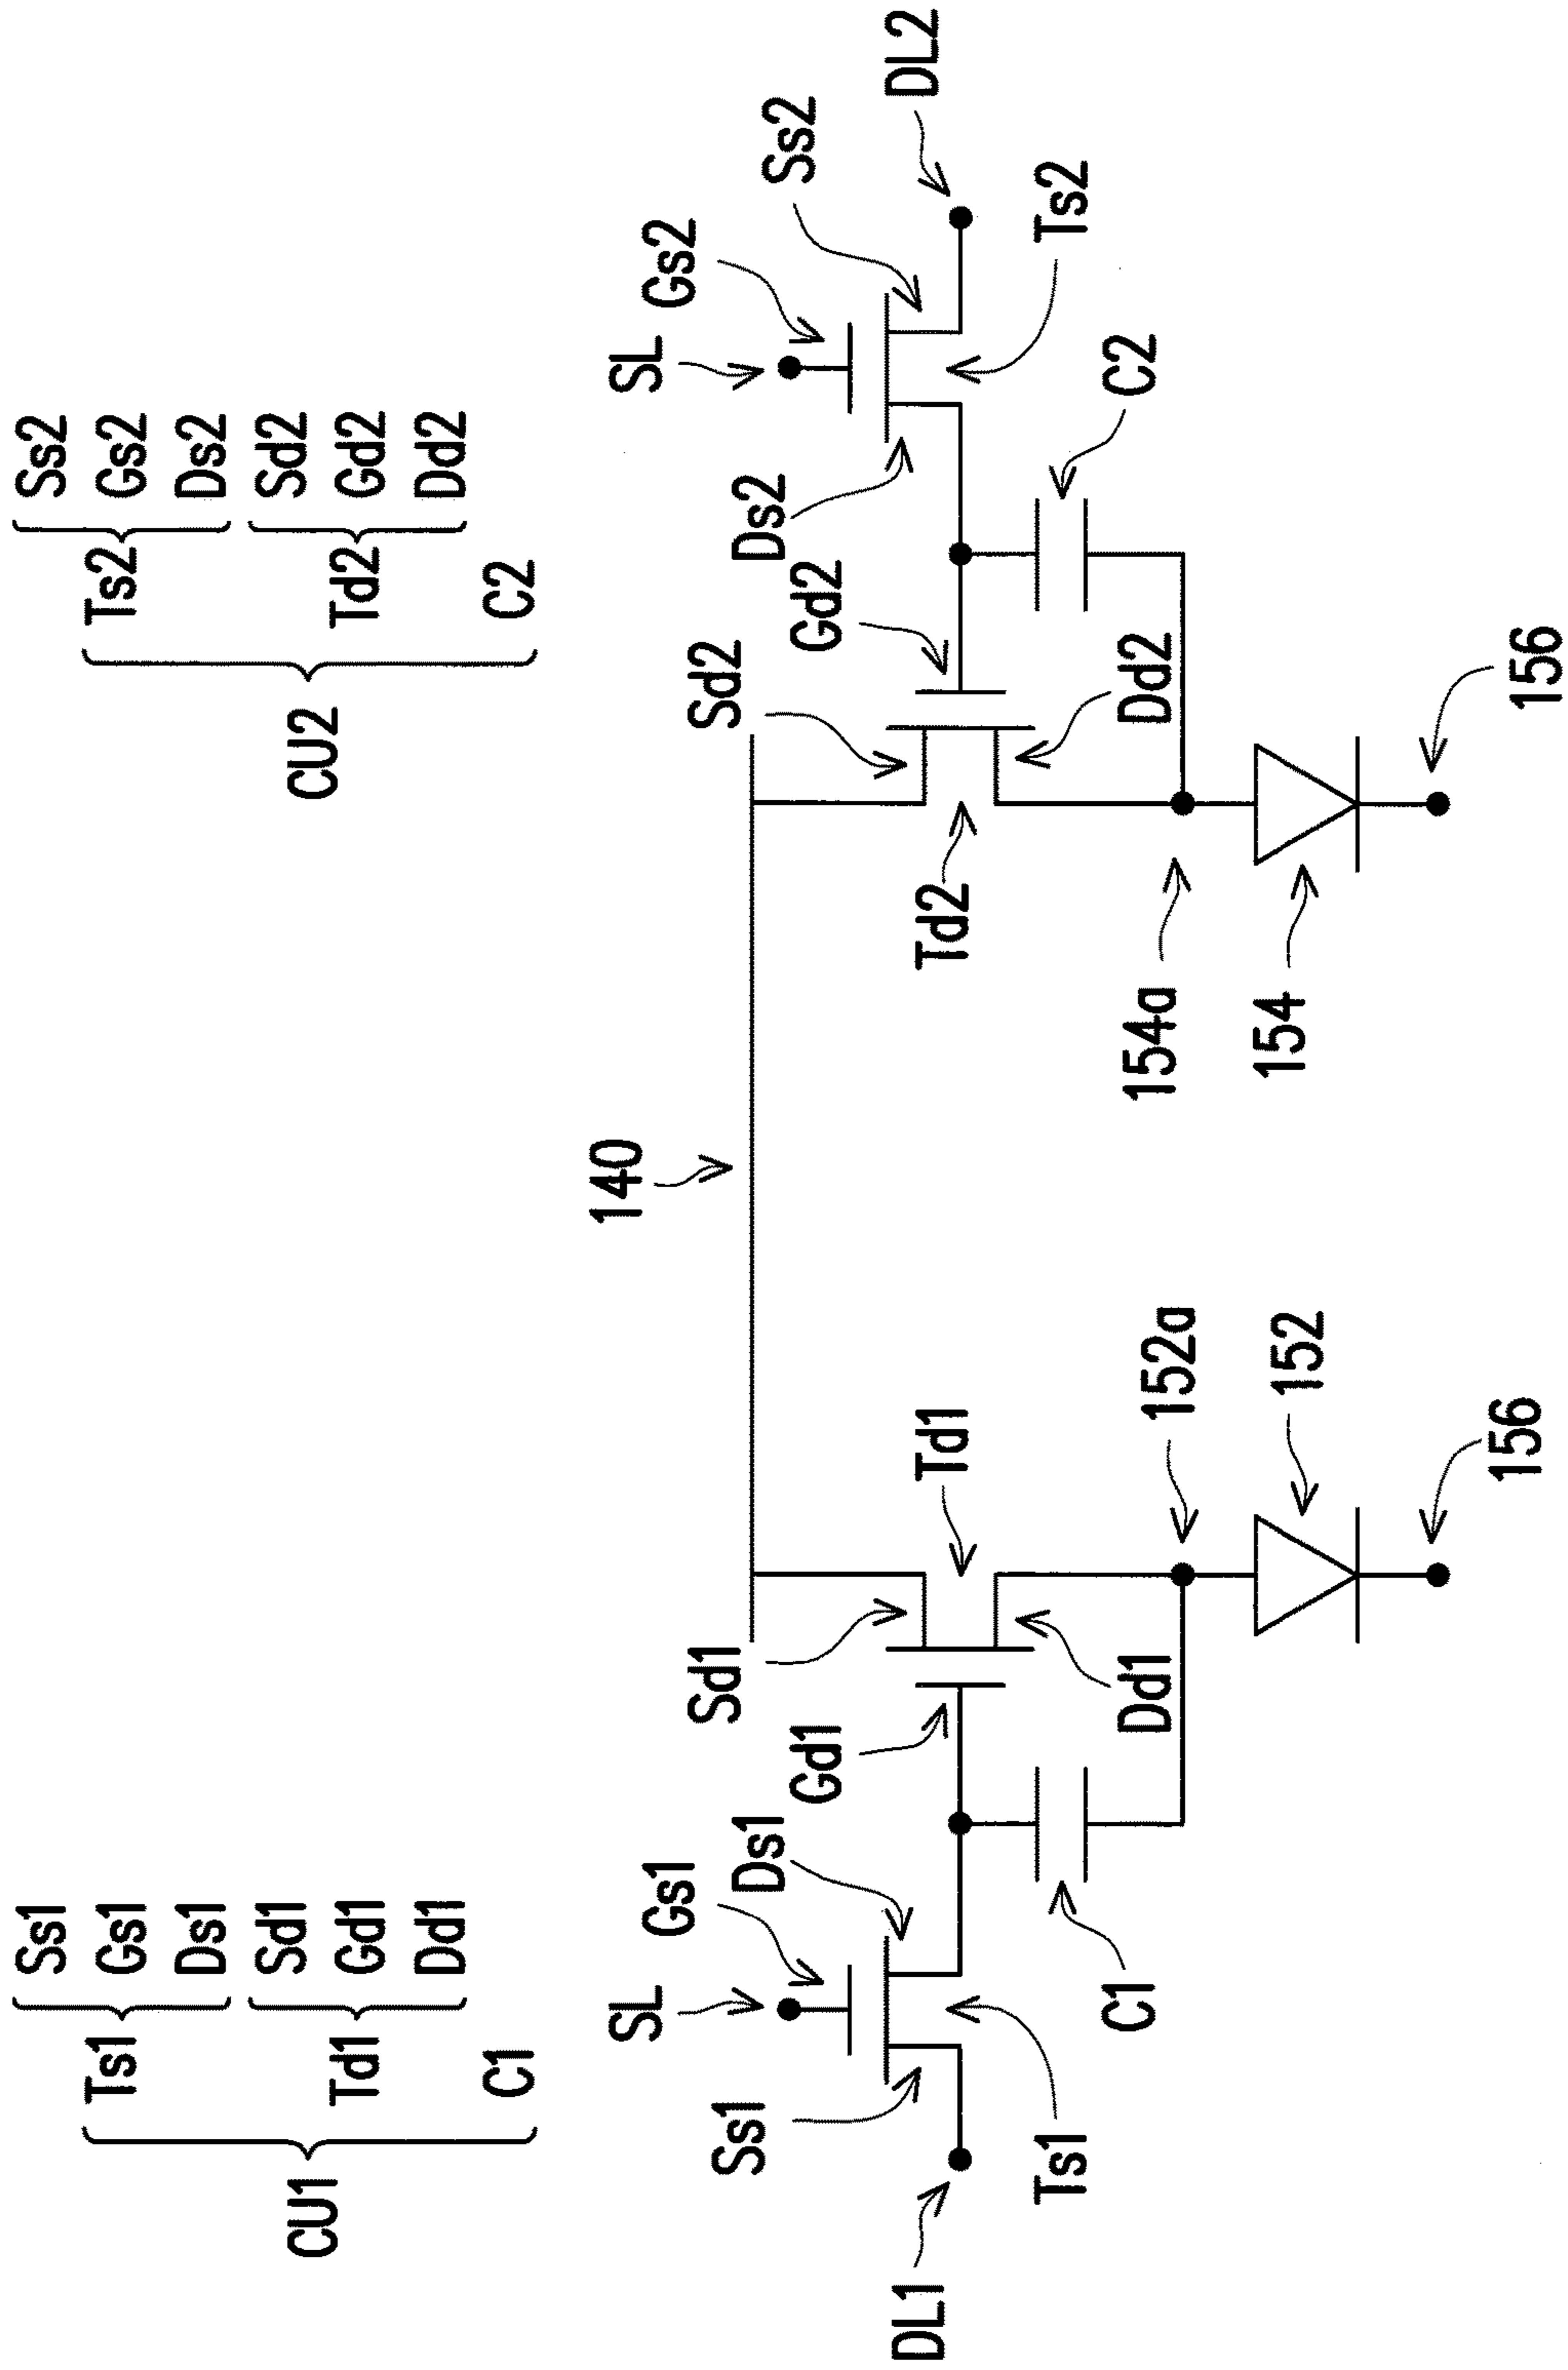 CU1
Ts1
Ss1
Gs1
Ds1
Td1
Sd1
Gd1
Dd1
C1
CU2
Ts2
Ss2
Gs2
Ds2
Td2
Sd2
Gd2
Dd2
C2
140
SL
Gs1
Ss1
Ds1
Sd1
Gd1
DL1
Td1
Ts1
C1
Dd1
152a
152
156
SL
Gs2
Sd2
Ds2
Ss2
Gd2
DL2
Td2
Ts2
C2
Dd2
154a
154
156